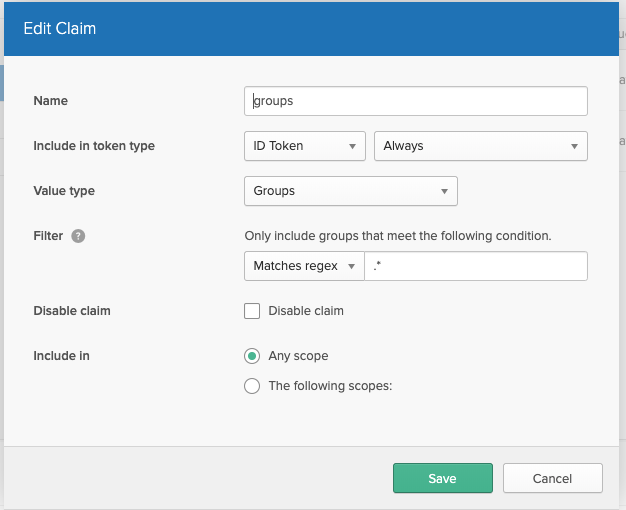 Edit Claim
Name groups
Include in token type ID Token Always
Value type Groups
Filter ? Only include groups that meet the following condition.
Matches regex .*
Disable claim Disable claim
Include in Any scope
The following scopes:
Save Cancel